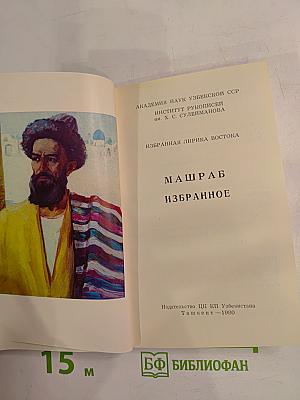 АКАДЕМИЯ НАУК УЗБЕКСКОЙ ССР
ИНСТИТУТ РУКОПИСЕЙ
им. Х. С. СУЛЕЙМАНОВА
ИЗБРАННАЯ ЛИРИКА ВОСТОКА
МАШРАБ
ИЗБРАННОЕ
Издательство ЦК КП Узбекистана
Ташкент—1980
15 м
БФ БИБЛИОФАН